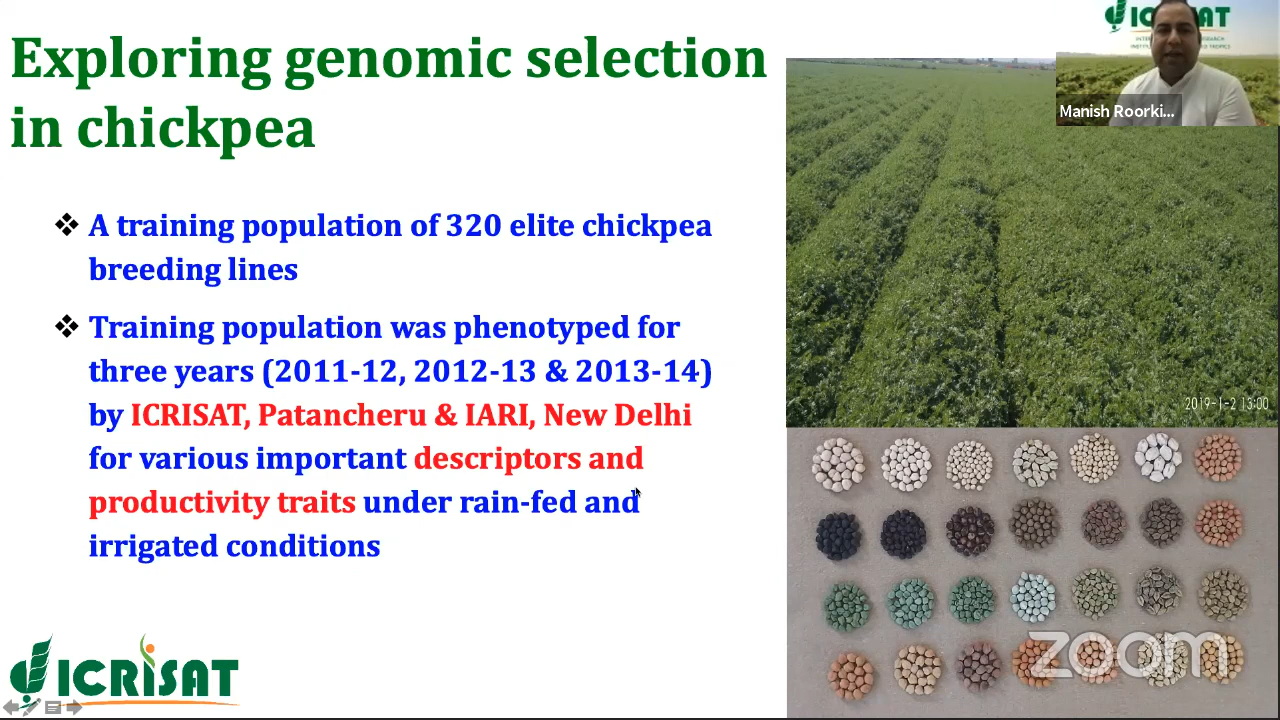 Exploring genomic selection
in chickpea
❖ A training population of 320 elite chickpea
breeding lines
❖ Training population was phenotyped for
three years (2011-12, 2012-13 & 2013-14)
by ICRISAT, Patancheru & IARI, New Delhi
for various important descriptors and
productivity traits under rain-fed and
irrigated conditions
ICRISAT
Manish Roorki...
2019-1-2 13:00
zoom
ICRISAT